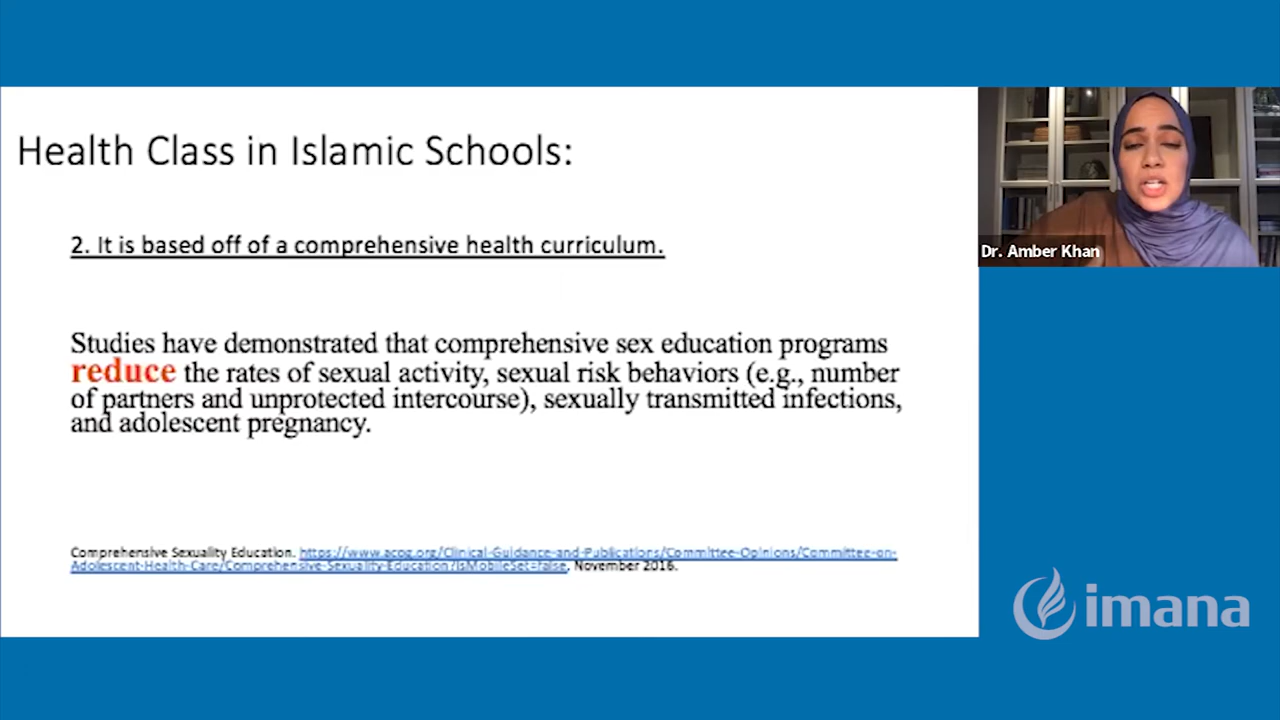 Health Class in Islamic Schools:
2. It is based off of a comprehensive health curriculum.
Studies have demonstrated that comprehensive sex education programs
reduce the rates of sexual activity, sexual risk behaviors (e.g., number
of partners and unprotected intercourse), sexually transmitted infections,
and adolescent pregnancy.
Comprehensive Sexuality Education. https://www.acog.org/Clinical-Guidance-and-Publications/Committee-Opinions/Committee-on-
Adolescent-Health-Care/Comprehensive-Sexuality-Education?IsMobileSet=false. November 2016.
Dr. Amber Khan
imana